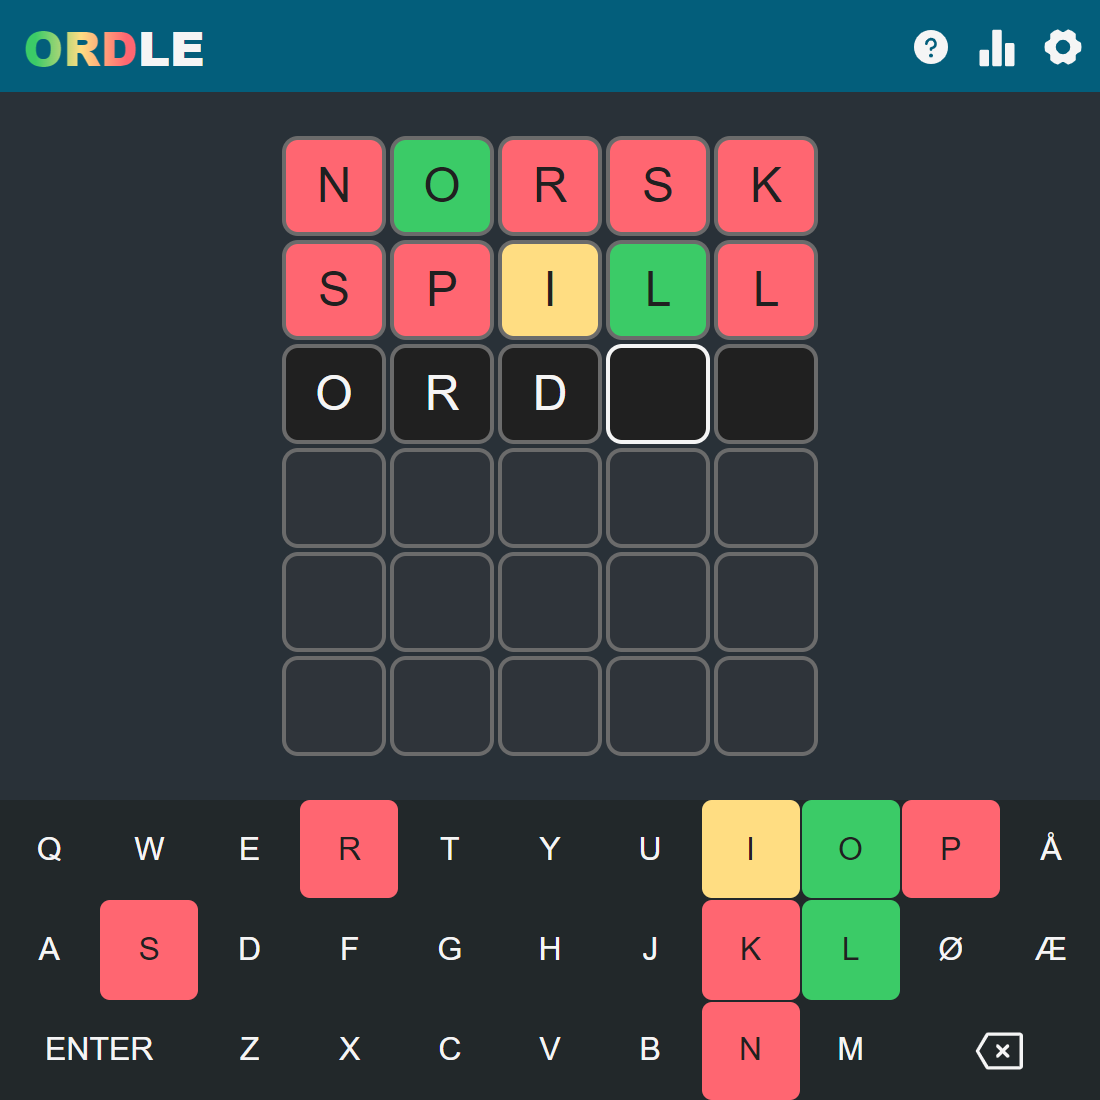 ORDLE
?
N O R S K
S P I L L
O R D
Q W E R T Y U I O P Å
A S D F G H J K L Ø Æ
ENTER Z X C V B N M